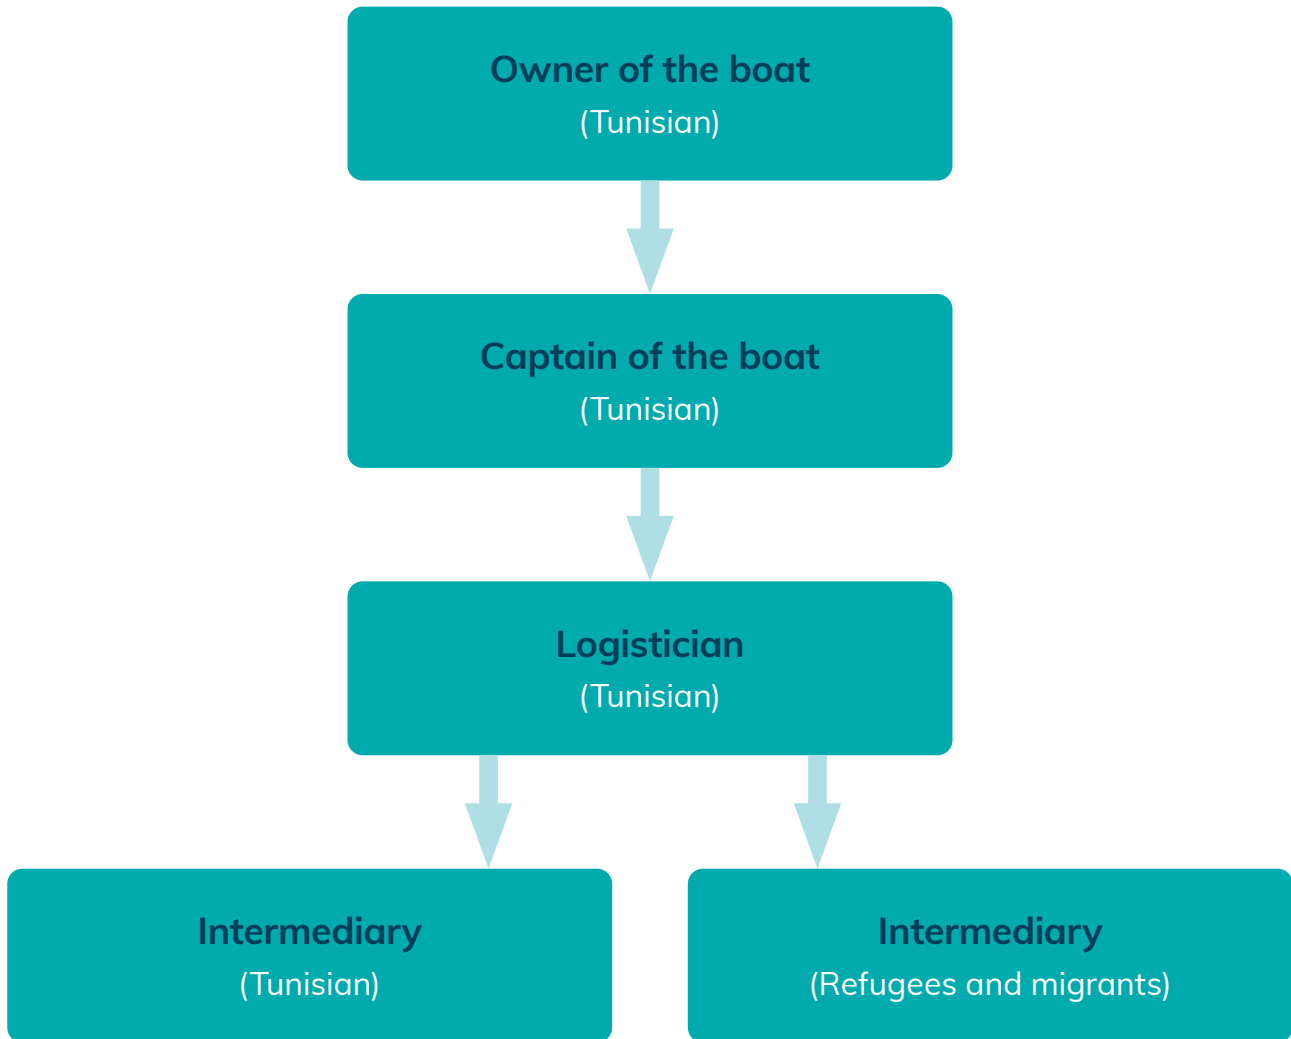 Owner of the boat
(Tunisian)
Captain of the boat
(Tunisian)
Logistician
(Tunisian)
Intermediary
(Tunisian)
Intermediary
(Refugees and migrants)